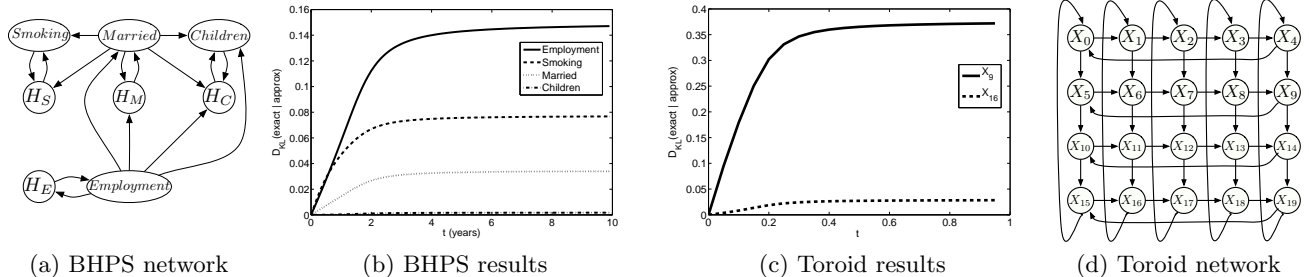 Smoking Married Children
H_S H_M H_C
H_E Employment
(a) BHPS network
0.16
0.14
0.12
0.1
0.08
0.06
0.04
0.02
0
D_KL(exact | approx)
Employment
Smoking
Married
Children
0 2 4 6 8 10
t (years)
(b) BHPS results
0.4
0.35
0.3
0.25
0.2
0.15
0.1
0.05
0
D_KL(exact | approx)
X_9
X_16
0 0.2 0.4 0.6 0.8 1
t
(c) Toroid results
X_0 X_1 X_2 X_3 X_4
X_5 X_6 X_7 X_8 X_9
X_10 X_11 X_12 X_13 X_14
X_15 X_16 X_17 X_18 X_19
(d) Toroid network